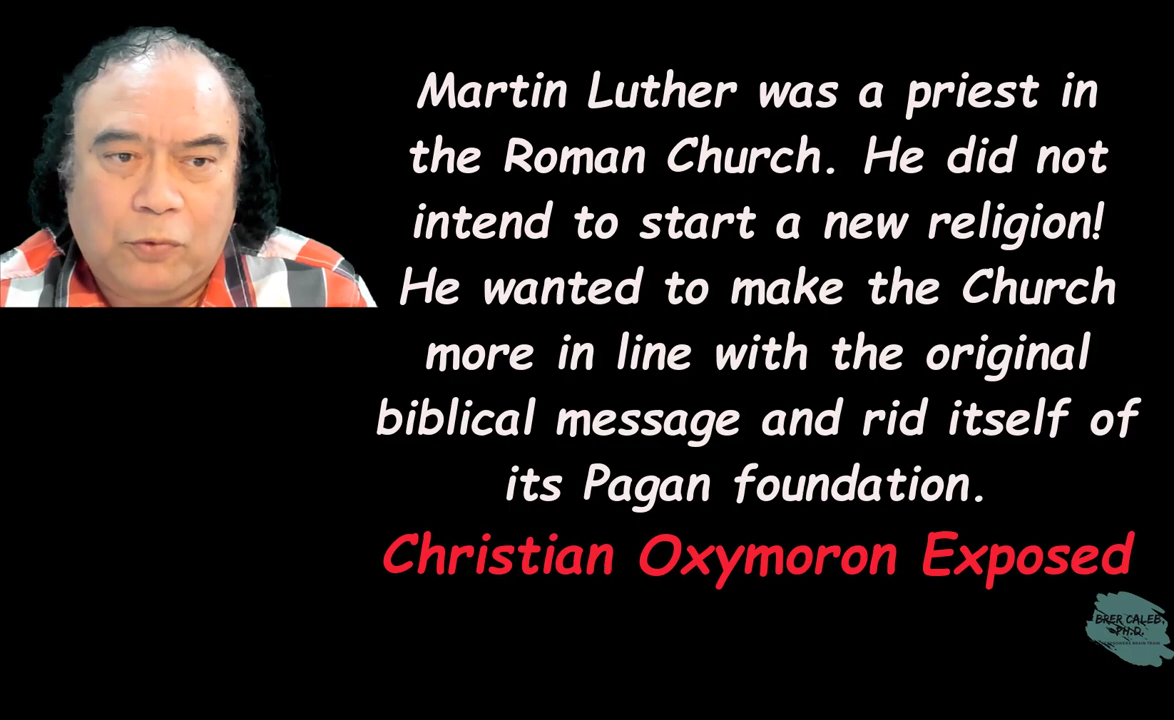 Martin Luther was a priest in
the Roman Church. He did not
intend to start a new religion!
He wanted to make the Church
more in line with the original
biblical message and rid itself of
its Pagan foundation.
Christian Oxymoron Exposed
BRER CALEB,
PH.D.
BRAIN TRAIN